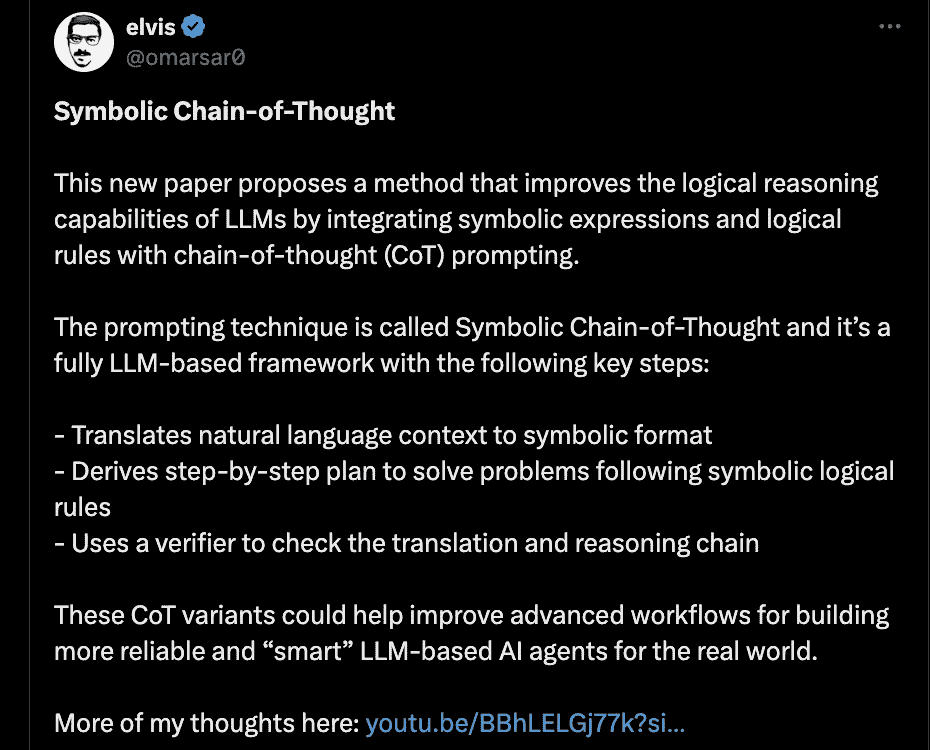 elvis
@omarsar0
Symbolic Chain-of-Thought
This new paper proposes a method that improves the logical reasoning
capabilities of LLMs by integrating symbolic expressions and logical
rules with chain-of-thought (CoT) prompting.
The prompting technique is called Symbolic Chain-of-Thought and it’s a
fully LLM-based framework with the following key steps:
- Translates natural language context to symbolic format
- Derives step-by-step plan to solve problems following symbolic logical
rules
- Uses a verifier to check the translation and reasoning chain
These CoT variants could help improve advanced workflows for building
more reliable and “smart” LLM-based AI agents for the real world.
More of my thoughts here: youtu.be/BBhLELGj77k?si...